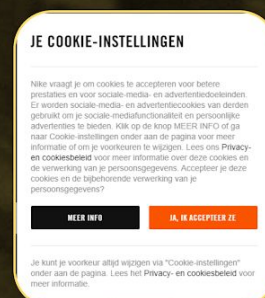 JE COOKIE-INSTELLINGEN
Nike vraagt je om cookies te accepteren voor betere
prestaties en voor sociale-media- en advertentiedoeleinden.
Er worden sociale-media- en advertentiecookies van derden
gebruikt om je sociale-mediafunctionaliteit en persoonlijke
advertenties te bieden. Klik op de knop MEER INFO of ga
naar Cookie-instellingen onder aan de pagina voor meer
informatie of om je voorkeuren te wijzigen. Lees ons Privacy-
en cookiesbeleid voor meer informatie over deze cookies en
de verwerking van je persoonsgegevens. Accepteer je deze
cookies en de bijbehorende verwerking van je
persoonsgegevens?
MEER INFO
JA, IK ACCEPTEER ZE
Je kunt je voorkeur altijd wijzigen via "Cookie-instellingen"
onder aan de pagina. Lees het Privacy- en cookiesbeleid voor
meer informatie.